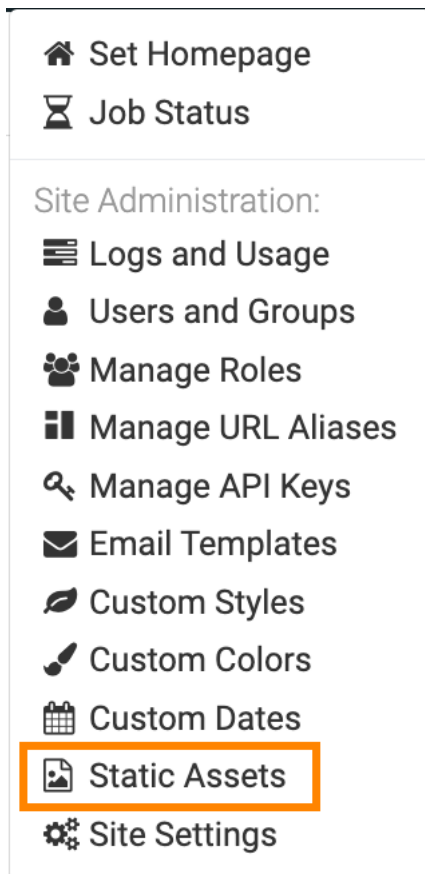 Set Homepage
Job Status
Site Administration:
Logs and Usage
Users and Groups
Manage Roles
Manage URL Aliases
Manage API Keys
Email Templates
Custom Styles
Custom Colors
Custom Dates
Static Assets
Site Settings